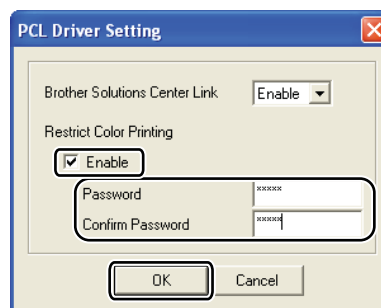 PCL Driver Setting
Brother Solutions Center Link Enable
Restrict Color Printing
Enable
Password *****
Confirm Password *****
OK Cancel